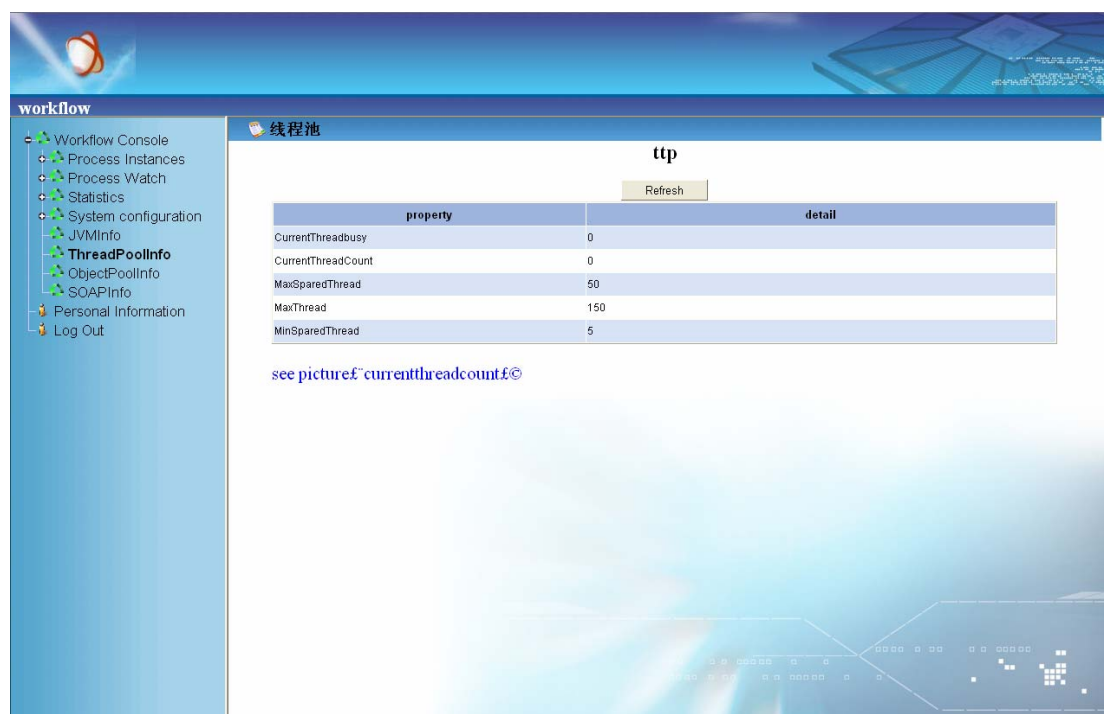 workflow
Workflow Console
Process Instances
Process Watch
Statistics
System configuration
JVMInfo
ThreadPoolInfo
ObjectPoolInfo
SOAPInfo
Personal Information
Log Out
线程池
ttp
Refresh
property detail
CurrentThreadbusy 0
CurrentThreadCount 0
MaxSparedThread 50
MaxThread 150
MinSparedThread 5
see picture£¨currentthreadcount£©